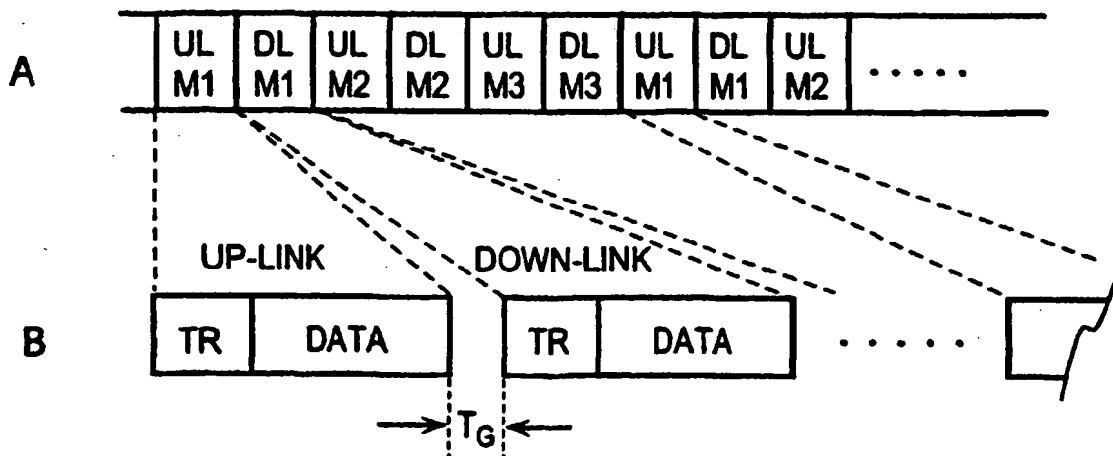 A
UL DL UL DL UL DL UL DL UL
M1 M1 M2 M2 M3 M3 M1 M1 M2
UP-LINK DOWN-LINK
B
TR DATA TR DATA
TG